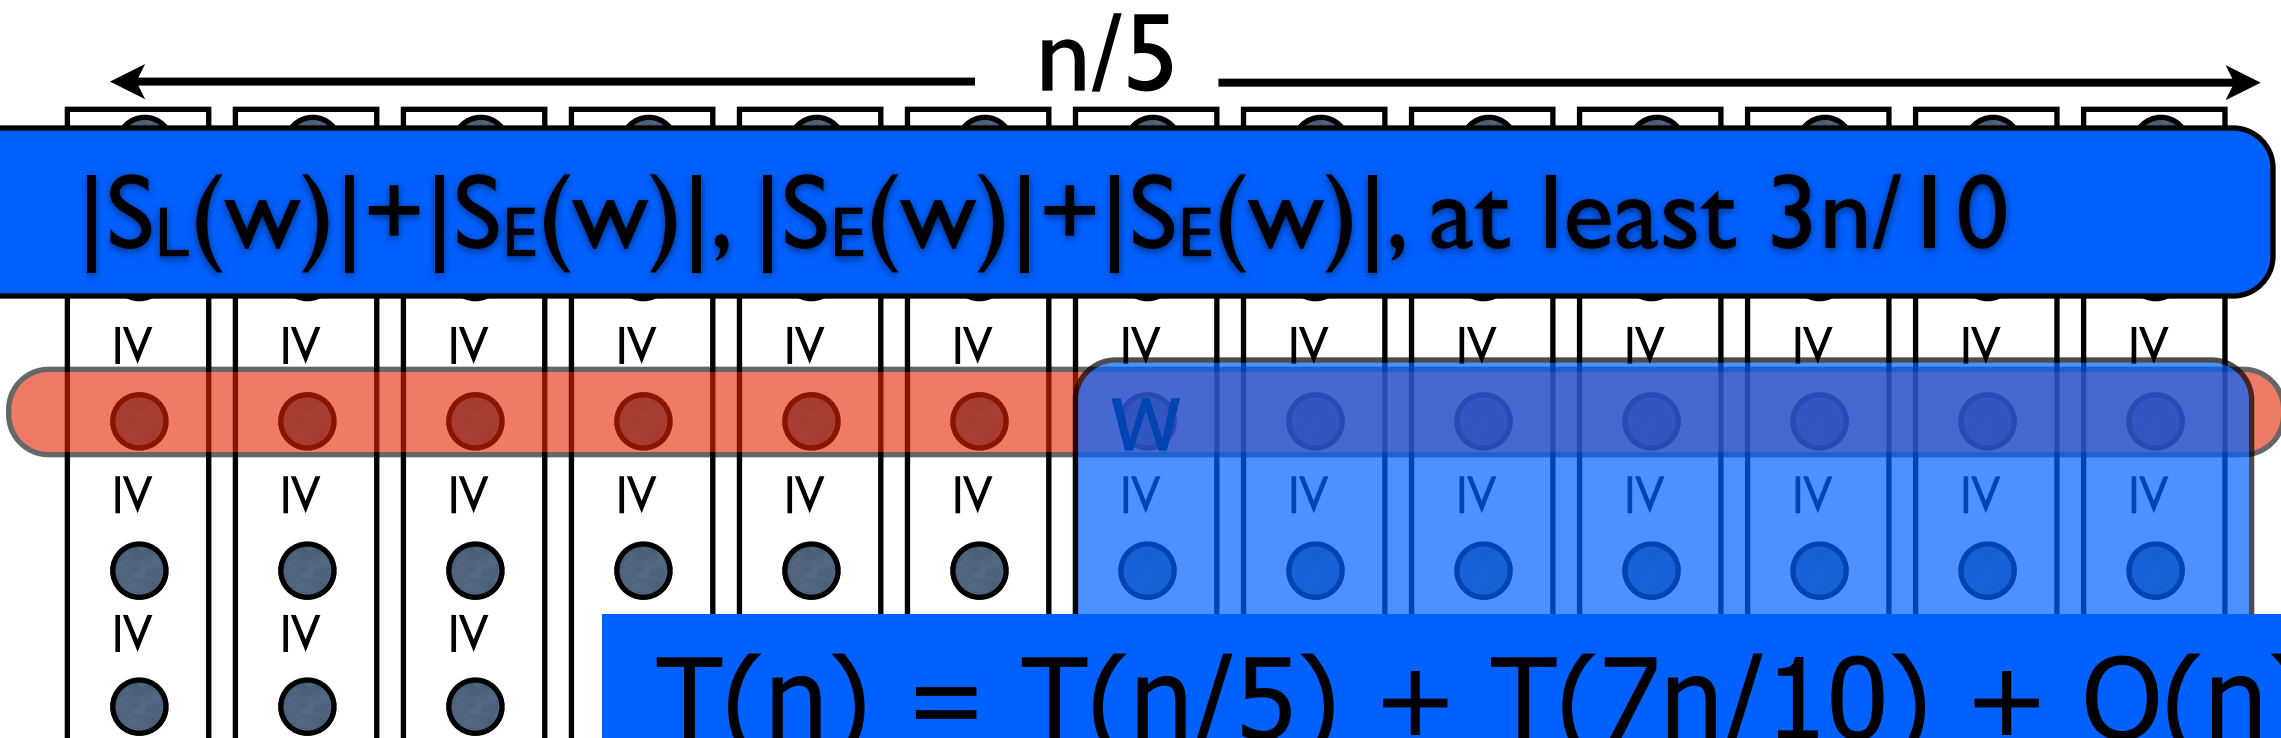 n/5
|SL(w)|+|SE(w)|, |SE(w)|+|SE(w)|, at least 3n/10
IV IV IV IV IV IV IV IV IV IV IV IV IV
w
IV IV IV IV IV IV IV IV IV IV IV IV IV
IV IV IV
T(n) = T(n/5) + T(7n/10) + O(n)